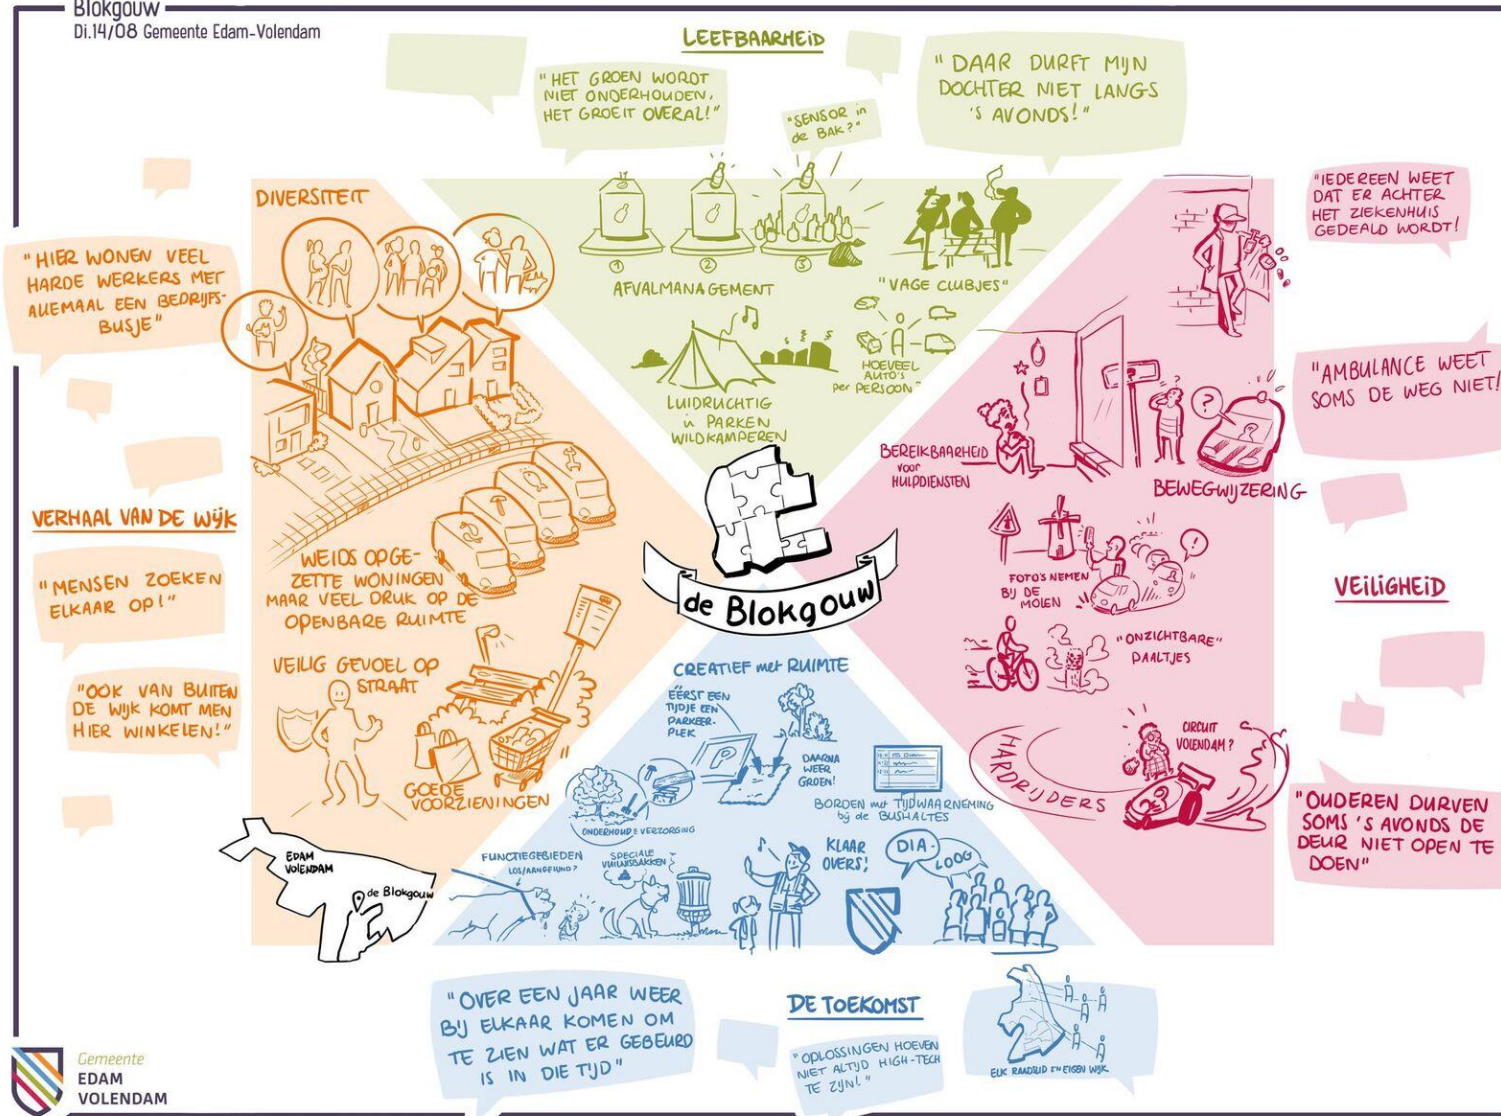 Blokgouw
Di.14/08 Gemeente Edam-Volendam
LEEFBAARHEID
"HET GROEN WORDT
NIET ONDERHOUDEN,
HET GROEIT OVERAL!"
"SENSOR in
de BAK?"
"DAAR DURFT MIJN
DOCHTER NIET LANGS
'S AVONDS!"
1
2
3
AFVALMANAGEMENT
"VAGE CLUBJES"
LUIDRUCHTIG
in PARKEN
WILDKAMPEREN
HOEVEEL
AUTO'S
per PERSOON?
DIVERSITEIT
"HIER WONEN VEEL
HARDE WERKERS MET
ALLEMAAL EEN BEDRIJFS-
BUSJE"
VERHAAL VAN DE WIJK
"MENSEN ZOEKEN
ELKAAR OP!"
"OOK VAN BUITEN
DE WIJK KOMT MEN
HIER WINKELEN!"
WEIDS OPGE-
ZETTE WONINGEN
MAAR VEEL DRUK OP DE
OPENBARE RUIMTE
VEILIG GEVOEL OP
STRAAT
GOEDE
VOORZIENINGEN
de Blokgouw
"IEDEREEN WEET
DAT ER ACHTER
HET ZIEKENHUIS
GEDEALD WORDT!
"AMBULANCE WEET
SOMS DE WEG NIET!
BEREIKBAARHEID
voor
HULPDIENSTEN
?
BEWEGWIJZERING
!
FOTO'S NEMEN
BIJ DE
MOLEN
"ONZICHTBARE"
PAALTJES
VEILIGHEID
HARDRIJDERS
CIRCUIT
VOLENDAM?
23
"OUDEREN DURVEN
SOMS 'S AVONDS DE
DEUR NIET OPEN TE
DOEN"
CREATIEF met RUIMTE
EERST EEN
TIJDJE EEN
PARKEER-
PLEK
P
DAARNA
WEER
GROEN!
ONDERHOUD & VERZORGING
BORDEN met TIJDWAARNEMING
bij de BUSHALTES
FUNCTIEGEBIEDEN
LOS/AANGELIJND?
SPECIALE
VUILNISBAKKEN
KLAAR
OVERS!
DIA-
LOOG
EDAM
VOLENDAM
de Blokgouw
"OVER EEN JAAR WEER
BIJ ELKAAR KOMEN OM
TE ZIEN WAT ER GEBEURD
IS IN DIE TIJD"
DE TOEKOMST
"OPLOSSINGEN HOEVEN
NIET ALTIJD HIGH-TECH
TE ZIJN!"
ELK RAADSLID EEN EIGEN WIJK
Gemeente
EDAM
VOLENDAM